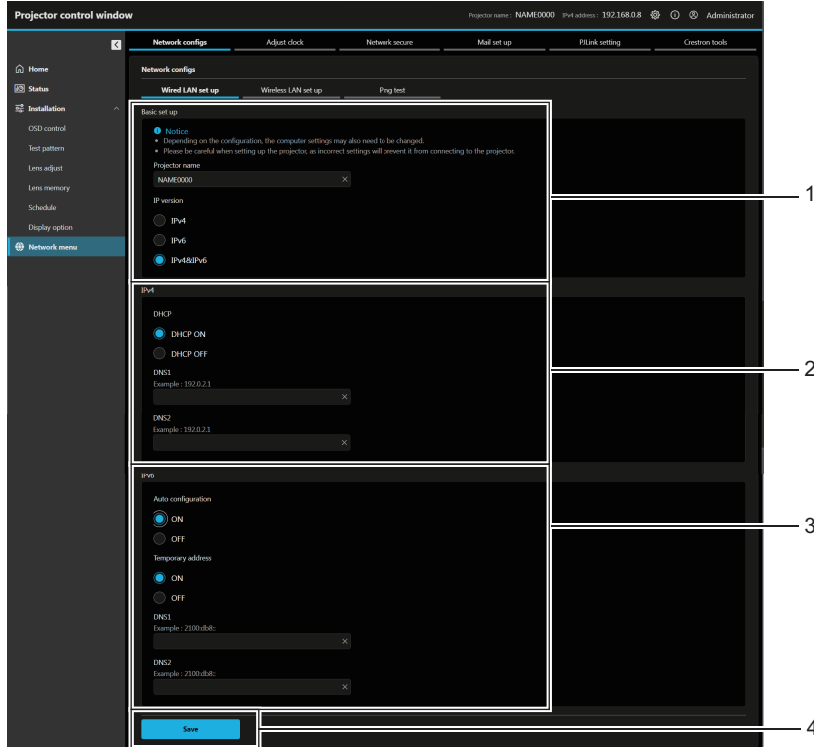 Projector control window
Projector name : NAME0000 IPv4 address : 192.168.0.8 Administrator
Network configs Adjust clock Network secure Mail set up PJLink setting Crestron tools
Home
Status
Installation
OSD control
Test pattern
Lens adjust
Lens memory
Schedule
Display option
Network menu
Network configs
Wired LAN set up Wireless LAN set up Png test
Basic set up
Notice
• Depending on the configuration, the computer settings may also need to be changed.
• Please be careful when setting up the projector, as incorrect settings will prevent it from connecting to the projector.
Projector name
NAME0000
IP version
IPv4
IPv6
IPv4&IPv6
1
IPv4
DHCP
DHCP ON
DHCP OFF
DNS1
Example : 192.0.2.1
DNS2
Example : 192.0.2.1
2
IPv6
Auto configuration
ON
OFF
Temporary address
ON
OFF
DNS1
Example : 2100:db8::
DNS2
Example : 2100:db8::
3
Save
4